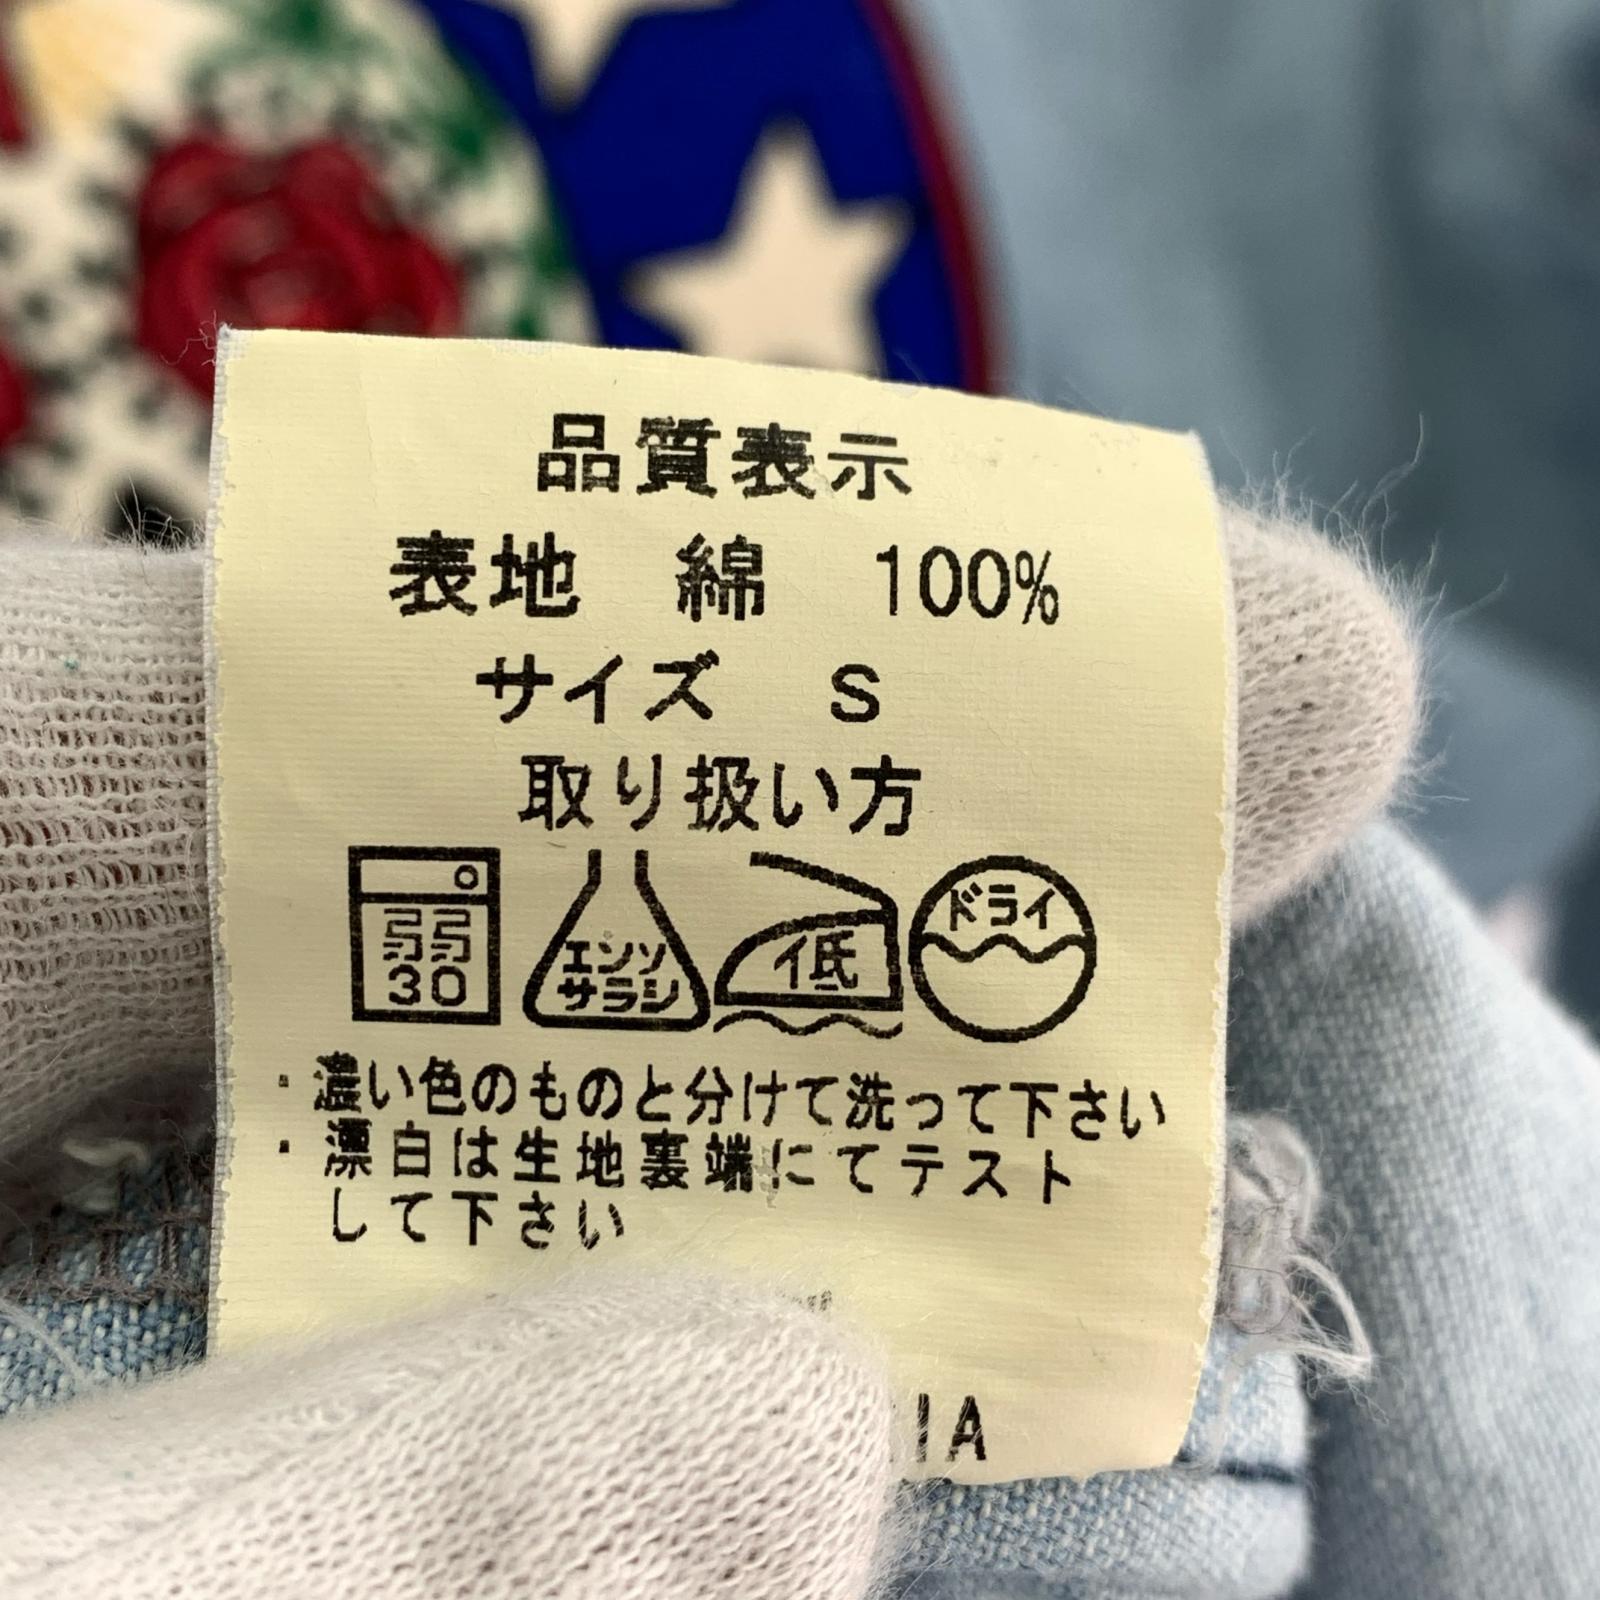 品質表示
表地 綿 100%
サイズ S
取り扱い方
弱 30 エンソ サラシ 低 ドライ
・濃い色のものと分けて洗って下さい
・漂白は生地裏端にてテスト
して下さい